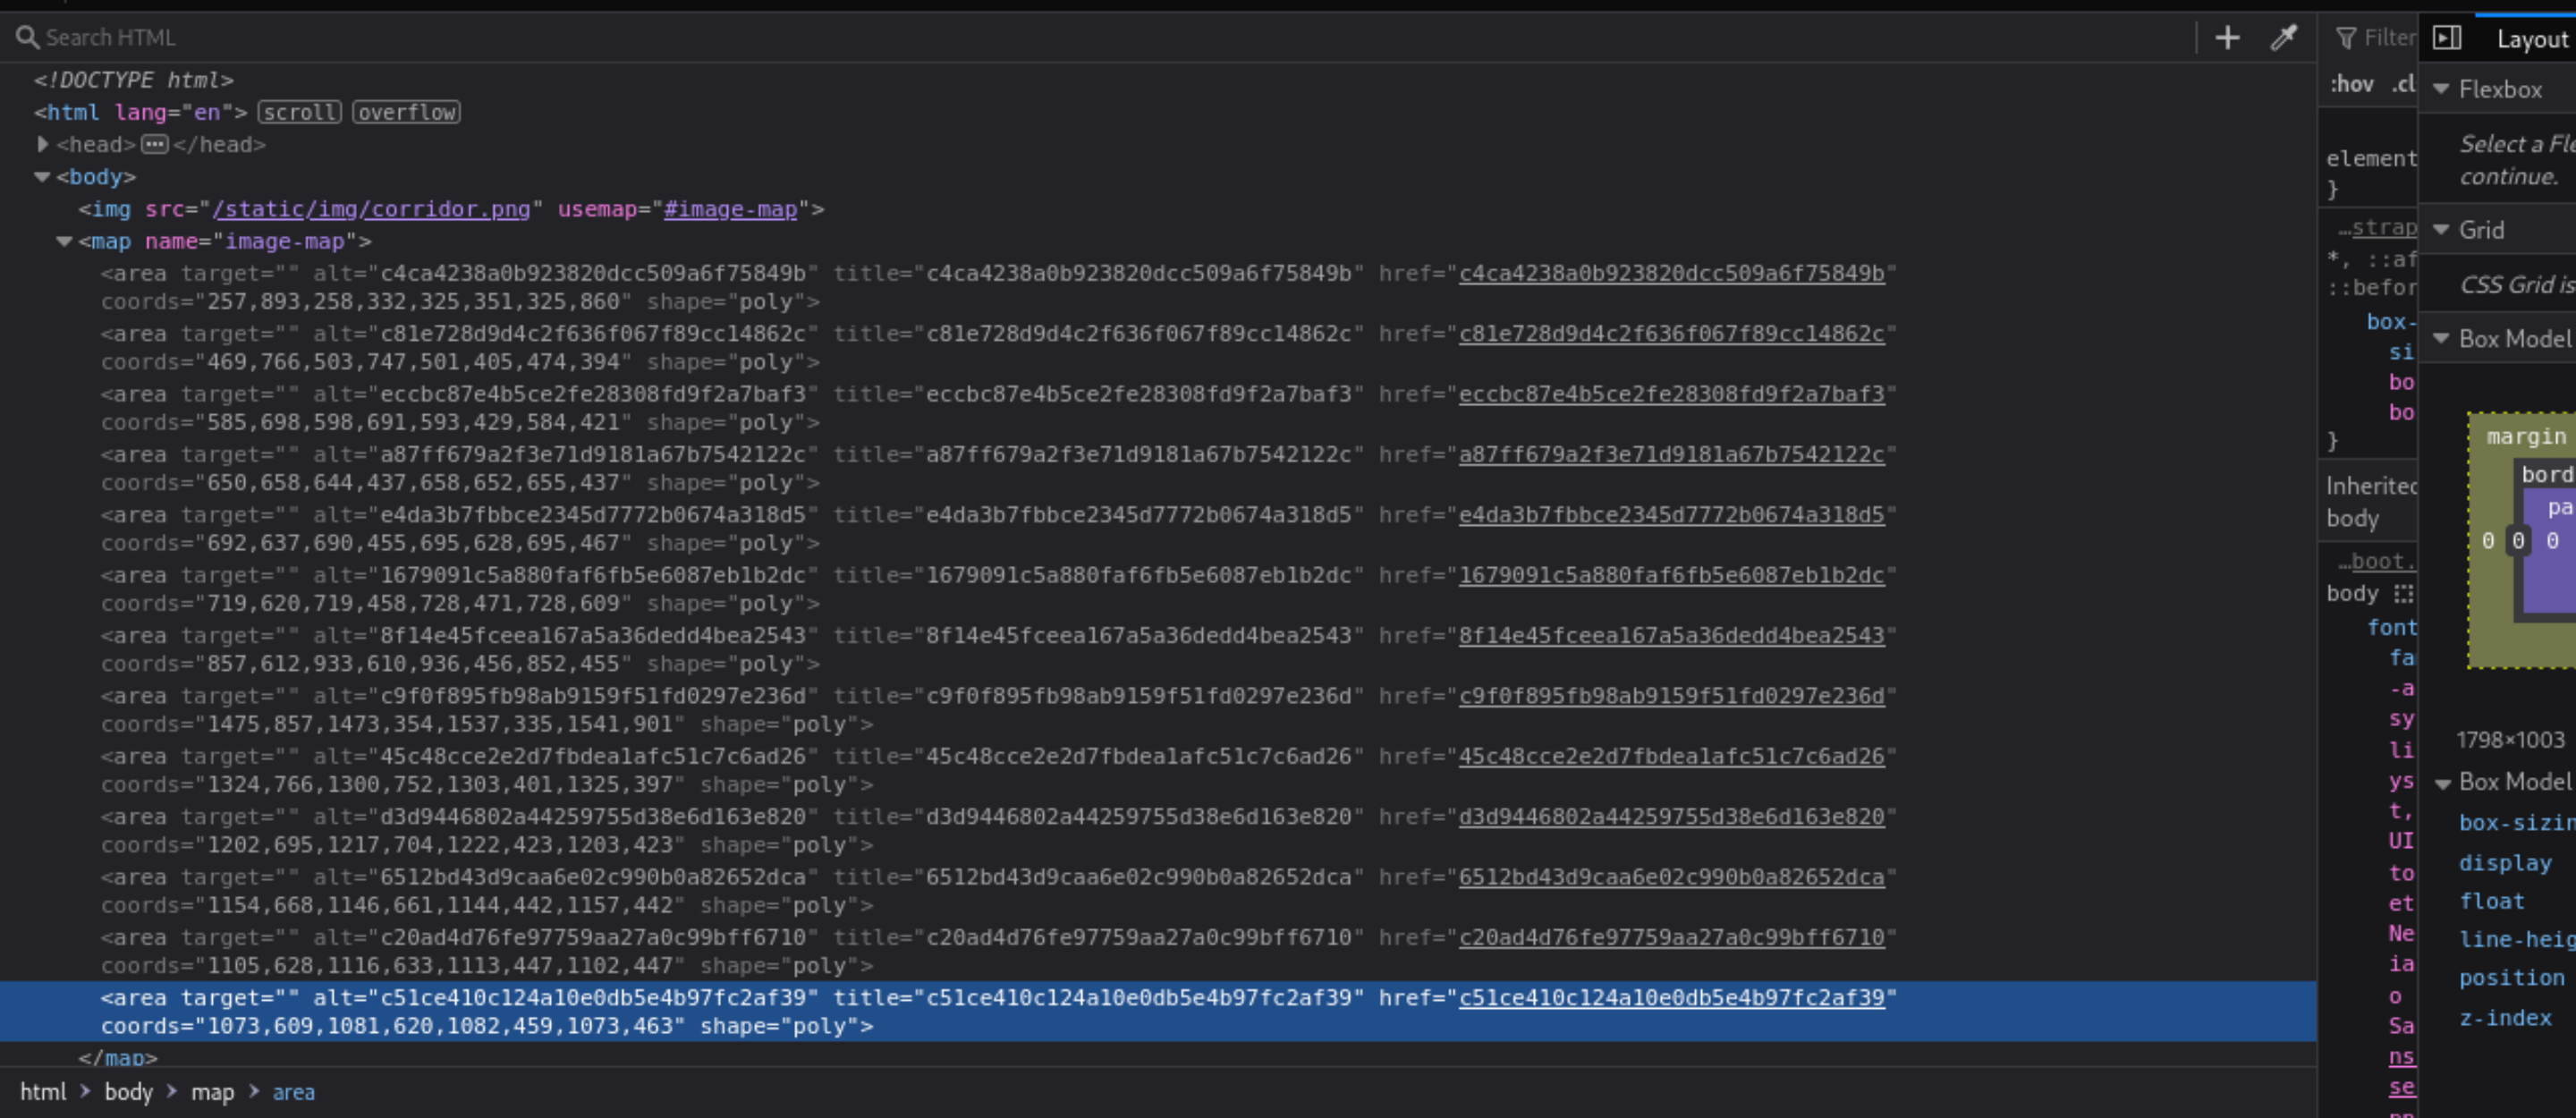 Search HTML
<!DOCTYPE html>
<html lang="en"> scroll overflow
<head> ••• </head>
<body>
<img src="/static/img/corridor.png" usemap="#image-map">
<map name="image-map">
<area target="" alt="c4ca4238a0b923820dcc509a6f75849b" title="c4ca4238a0b923820dcc509a6f75849b" href="c4ca4238a0b923820dcc509a6f75849b"
coords="257,893,258,332,325,351,325,860" shape="poly">
<area target="" alt="c81e728d9d4c2f636f067f89cc14862c" title="c81e728d9d4c2f636f067f89cc14862c" href="c81e728d9d4c2f636f067f89cc14862c"
coords="469,766,503,747,501,405,474,394" shape="poly">
<area target="" alt="eccbc87e4b5ce2fe28308fd9f2a7baf3" title="eccbc87e4b5ce2fe28308fd9f2a7baf3" href="eccbc87e4b5ce2fe28308fd9f2a7baf3"
coords="585,698,598,691,593,429,584,421" shape="poly">
<area target="" alt="a87ff679a2f3e71d9181a67b7542122c" title="a87ff679a2f3e71d9181a67b7542122c" href="a87ff679a2f3e71d9181a67b7542122c"
coords="650,658,644,437,658,652,655,437" shape="poly">
<area target="" alt="e4da3b7fbbce2345d7772b0674a318d5" title="e4da3b7fbbce2345d7772b0674a318d5" href="e4da3b7fbbce2345d7772b0674a318d5"
coords="692,637,690,455,695,628,695,467" shape="poly">
<area target="" alt="1679091c5a880faf6fb5e6087eb1b2dc" title="1679091c5a880faf6fb5e6087eb1b2dc" href="1679091c5a880faf6fb5e6087eb1b2dc"
coords="719,620,719,458,728,471,728,609" shape="poly">
<area target="" alt="8f14e45fceea167a5a36dedd4bea2543" title="8f14e45fceea167a5a36dedd4bea2543" href="8f14e45fceea167a5a36dedd4bea2543"
coords="857,612,933,610,936,456,852,455" shape="poly">
<area target="" alt="c9f0f895fb98ab9159f51fd0297e236d" title="c9f0f895fb98ab9159f51fd0297e236d" href="c9f0f895fb98ab9159f51fd0297e236d"
coords="1475,857,1473,354,1537,335,1541,901" shape="poly">
<area target="" alt="45c48cce2e2d7fbdea1afc51c7c6ad26" title="45c48cce2e2d7fbdea1afc51c7c6ad26" href="45c48cce2e2d7fbdea1afc51c7c6ad26"
coords="1324,766,1300,752,1303,401,1325,397" shape="poly">
<area target="" alt="d3d9446802a44259755d38e6d163e820" title="d3d9446802a44259755d38e6d163e820" href="d3d9446802a44259755d38e6d163e820"
coords="1202,695,1217,704,1222,423,1203,423" shape="poly">
<area target="" alt="6512bd43d9caa6e02c990b0a82652dca" title="6512bd43d9caa6e02c990b0a82652dca" href="6512bd43d9caa6e02c990b0a82652dca"
coords="1154,668,1146,661,1144,442,1157,442" shape="poly">
<area target="" alt="c20ad4d76fe97759aa27a0c99bff6710" title="c20ad4d76fe97759aa27a0c99bff6710" href="c20ad4d76fe97759aa27a0c99bff6710"
coords="1105,628,1116,633,1113,447,1102,447" shape="poly">
<area target="" alt="c51ce410c124a10e0db5e4b97fc2af39" title="c51ce410c124a10e0db5e4b97fc2af39" href="c51ce410c124a10e0db5e4b97fc2af39"
coords="1073,609,1081,620,1082,459,1073,463" shape="poly">
</map>
html > body > map > area
Filter
:hov .cl
element
}
…strap
*, ::af
::befor
box-
si
bo
bo
}
Inherited
body
…boot.
body
font
fa
-a
sy
li
ys
t,
UI
to
et
Ne
ia
o
Sa
ns
se
Layout
Flexbox
Select a Fle
continue.
Grid
CSS Grid is
Box Model
margin
bord
pa
0 0 0
1798×1003
Box Model
box-sizin
display
float
line-heig
position
z-index